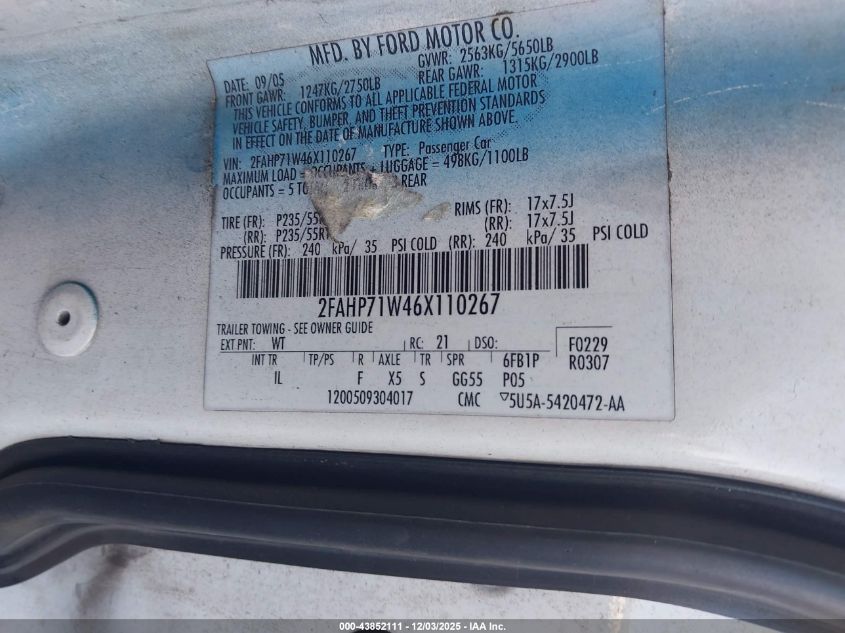 MFD. BY FORD MOTOR CO.
DATE 09/05 GVWR: 2563KG/5650LB
FRONT GAWR: 1247KG/2750LB REAR GAWR: 1315KG/2900LB
THIS VEHICLE CONFORMS TO ALL APPLICABLE FEDERAL MOTOR
VEHICLE SAFETY, BUMPER, AND THEFT PREVENTION STANDARDS
IN EFFECT ON THE DATE OF MANUFACTURE SHOWN ABOVE.
VIN: 2FAHP71W46X110267 TYPE: Passenger Car
MAXIMUM LOAD = OCCUPANTS + LUGGAGE = 498KG/1100LB
OCCUPANTS = 5 REAR
TIRE (FR): P235/55 RIMS (FR): 17x7.5J
(RR): P235/55R1 (RR): 17x7.5J
PRESSURE (FR): 240 kPa/ 35 PSI COLD (RR): 240 kPa/ 35 PSI COLD
2FAHP71W46X110267
TRAILER TOWING - SEE OWNER GUIDE
EXT PNT: WT RC: 21 DSO: F0229
INT TR TP/PS R AXLE TR SPR 6FB1P R0307
IL F X5 S GG55 P05
1200509304017 CMC ▽5U5A-5420472-AA
000-43852111 - 12/03/2025 - IAA Inc.